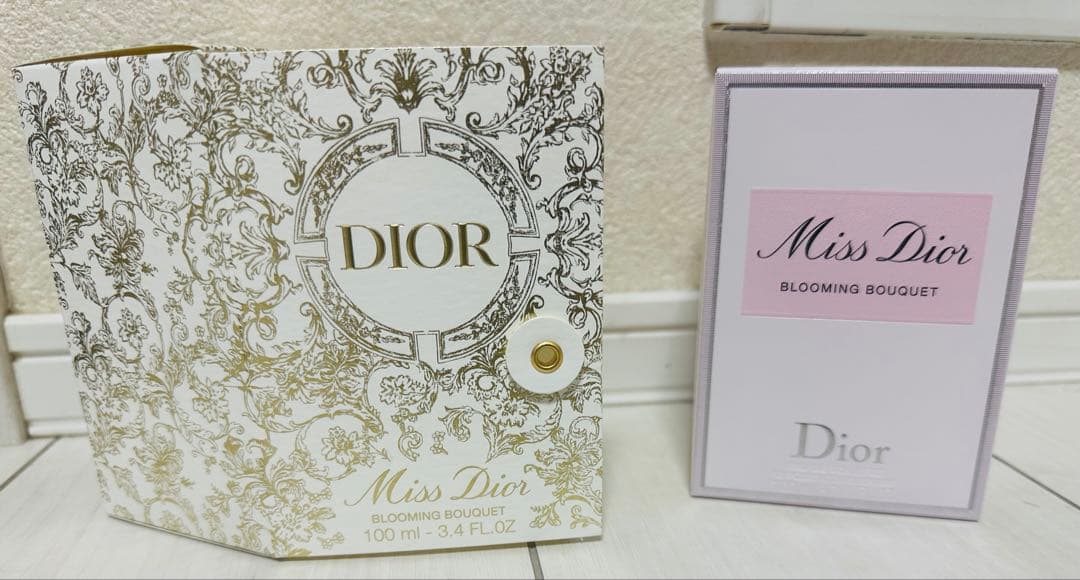 DIOR
Miss Dior
BLOOMING BOUQUET
100 ml - 3,4 FL.OZ
Miss Dior
BLOOMING BOUQUET
Dior